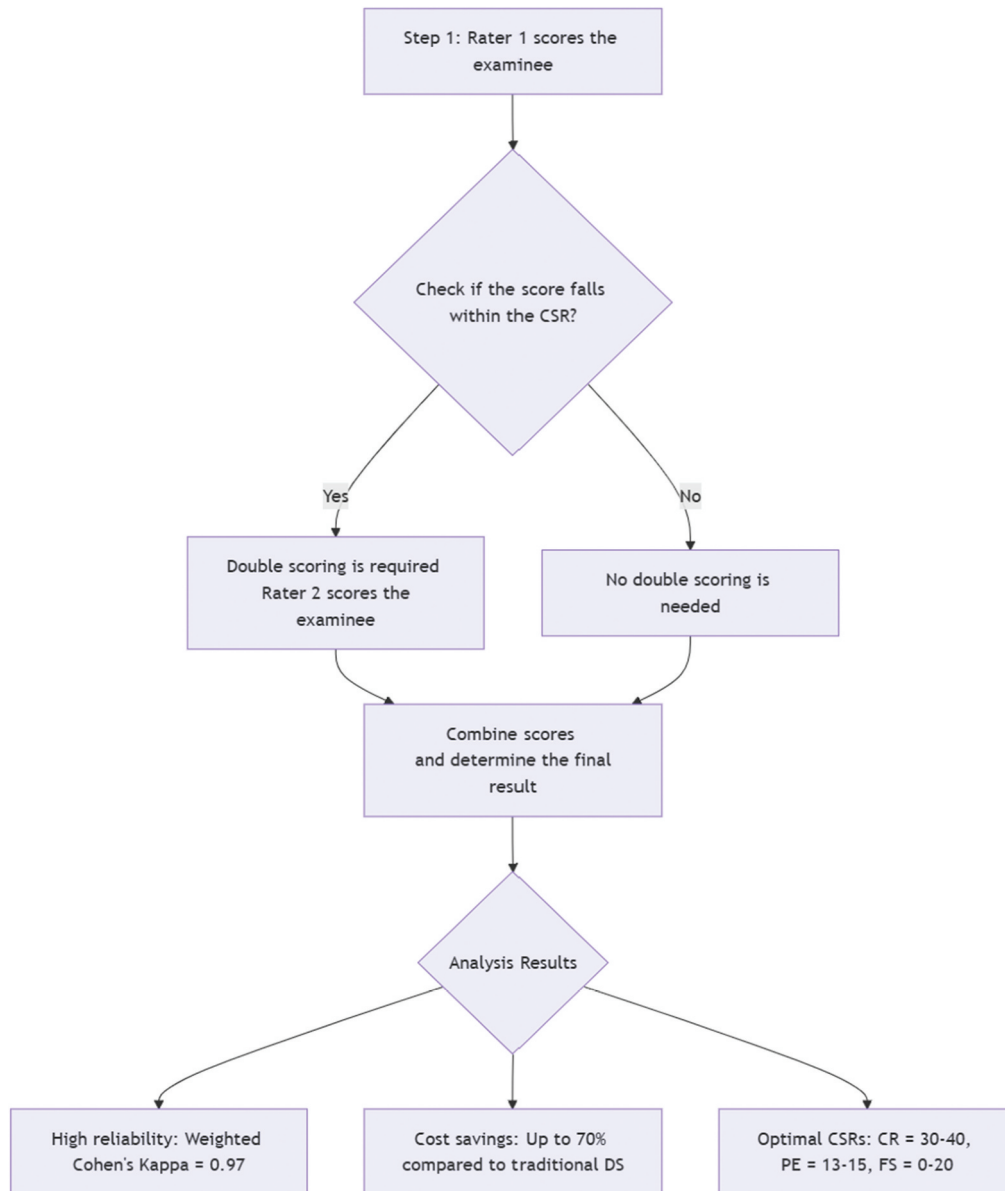 Step 1: Rater 1 scores the
examinee
Check if the score falls
within the CSR?
Yes
No
Double scoring is required
Rater 2 scores the
examinee
No double scoring is
needed
Combine scores
and determine the final
result
Analysis Results
High reliability: Weighted
Cohen's Kappa = 0.97
Cost savings: Up to 70%
compared to traditional DS
Optimal CSRs: CR = 30-40,
PE = 13-15, FS = 0-20